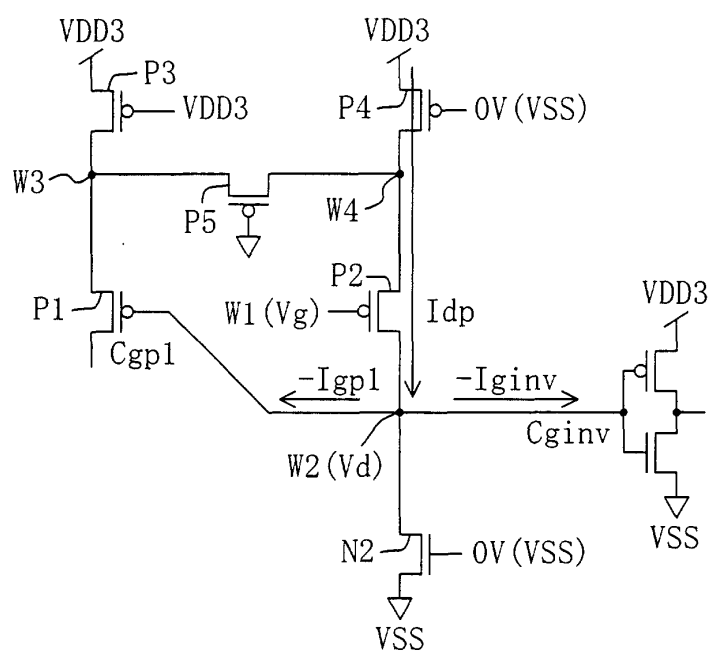 VDD3 VDD3
P3 P4
VDD3 0V(VSS)
W3 P5 W4
P2 VDD3
P1 W1(Vg) Idp
Cgp1
-Igp1 -Iginv
Cginv
W2(Vd)
VSS
N2 0V(VSS)
VSS